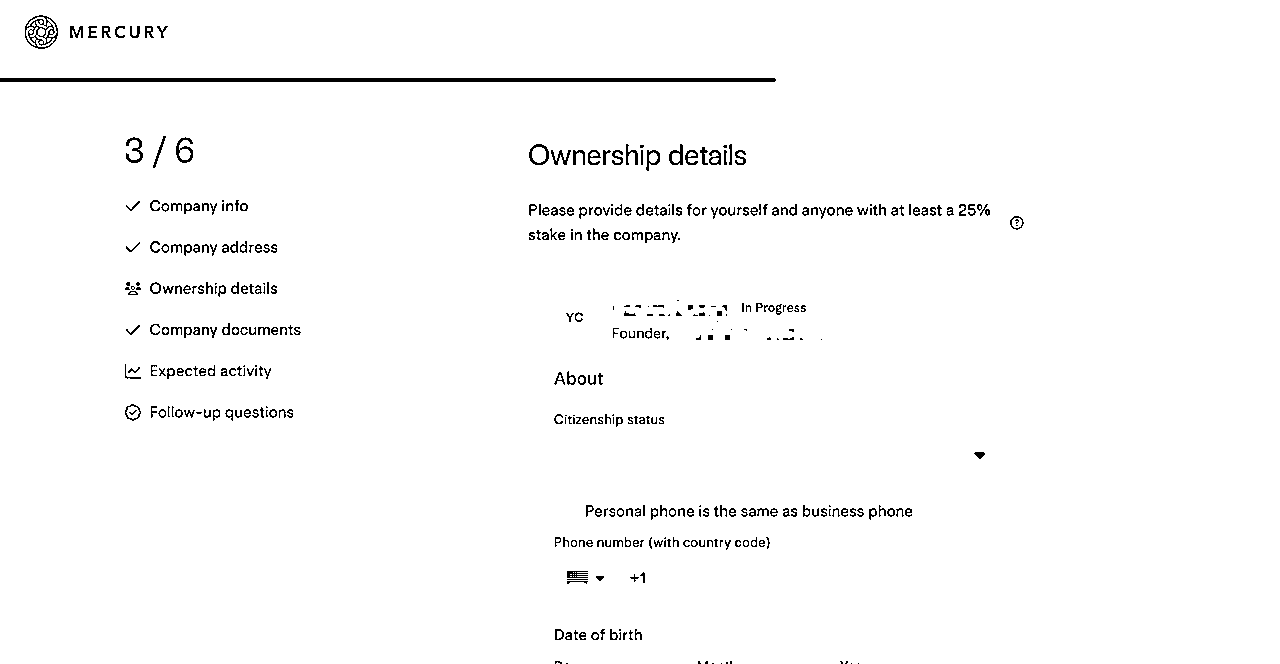 MERCURY
3 / 6
Company info
Company address
Ownership details
Company documents
Expected activity
Follow-up questions
Ownership details
Please provide details for yourself and anyone with at least a 25%
stake in the company.
YC
In Progress
Founder,
About
Citizenship status
Personal phone is the same as business phone
Phone number (with country code)
+1
Date of birth